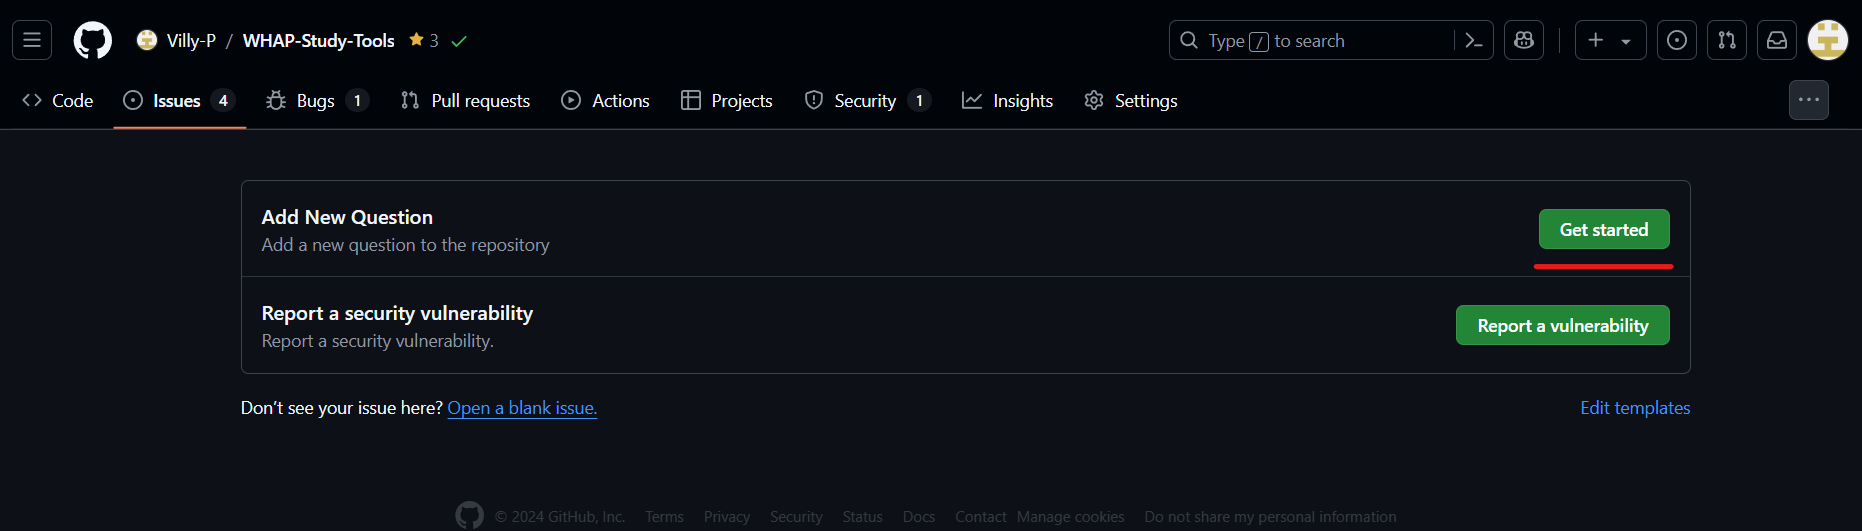 Villy-P / WHAP-Study-Tools 3 Type / to search
Code Issues 4 Bugs 1 Pull requests Actions Projects Security 1 Insights Settings
Add New Question
Add a new question to the repository
Get started
Report a security vulnerability
Report a security vulnerability.
Report a vulnerability
Don't see your issue here? Open a blank issue. Edit templates
© 2024 GitHub, Inc. Terms Privacy Security Status Docs Contact Manage cookies Do not share my personal information